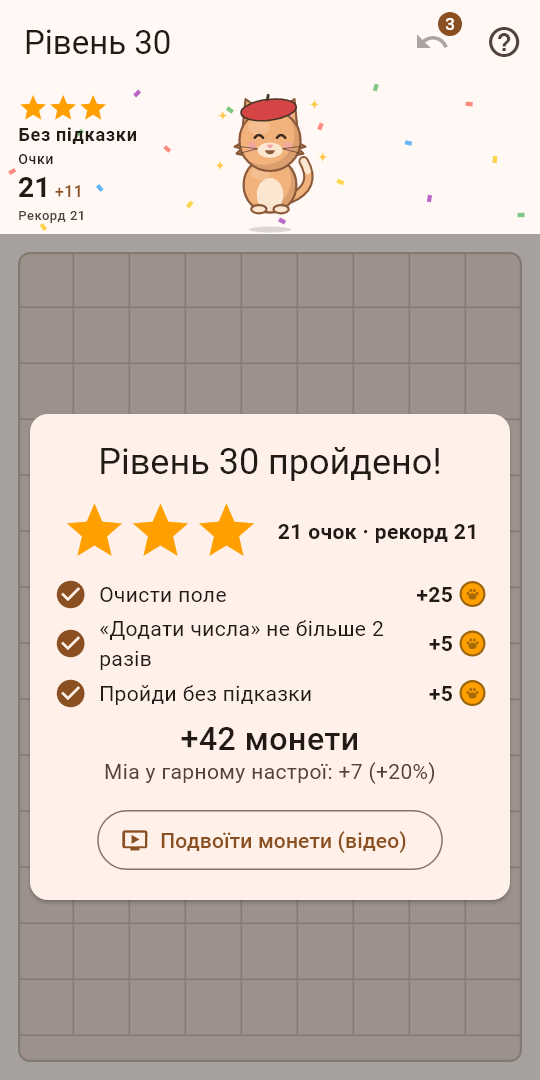 Рівень 30
3
Без підказки
Очки
21 +11
Рекорд 21
Рівень 30 пройдено!
21 очок · рекорд 21
Очисти поле +25
«Додати числа» не більше 2
разів +5
Пройди без підказки +5
+42 монети
Міа у гарному настрої: +7 (+20%)
Подвоїти монети (відео)